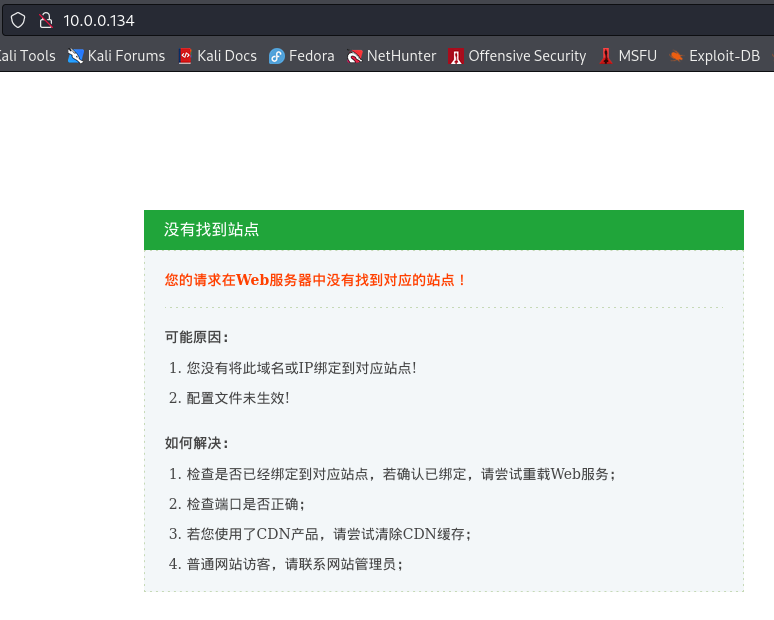 10.0.0.134
ali Tools Kali Forums Kali Docs Fedora NetHunter Offensive Security MSFU Exploit-DB
没有找到站点
您的请求在Web服务器中没有找到对应的站点！
可能原因：
1. 您没有将此域名或IP绑定到对应站点!
2. 配置文件未生效!
如何解决：
1. 检查是否已经绑定到对应站点，若确认已绑定，请尝试重载Web服务；
2. 检查端口是否正确；
3. 若您使用了CDN产品，请尝试清除CDN缓存；
4. 普通网站访客，请联系网站管理员；